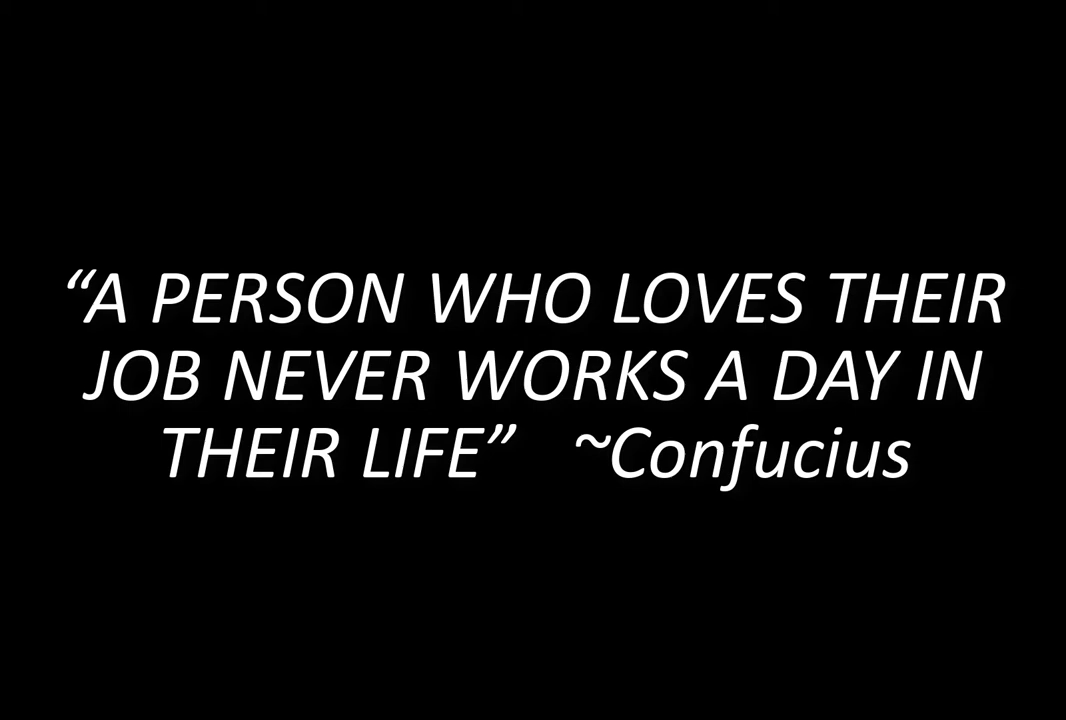 “A PERSON WHO LOVES THEIR
JOB NEVER WORKS A DAY IN
THEIR LIFE”   ~Confucius